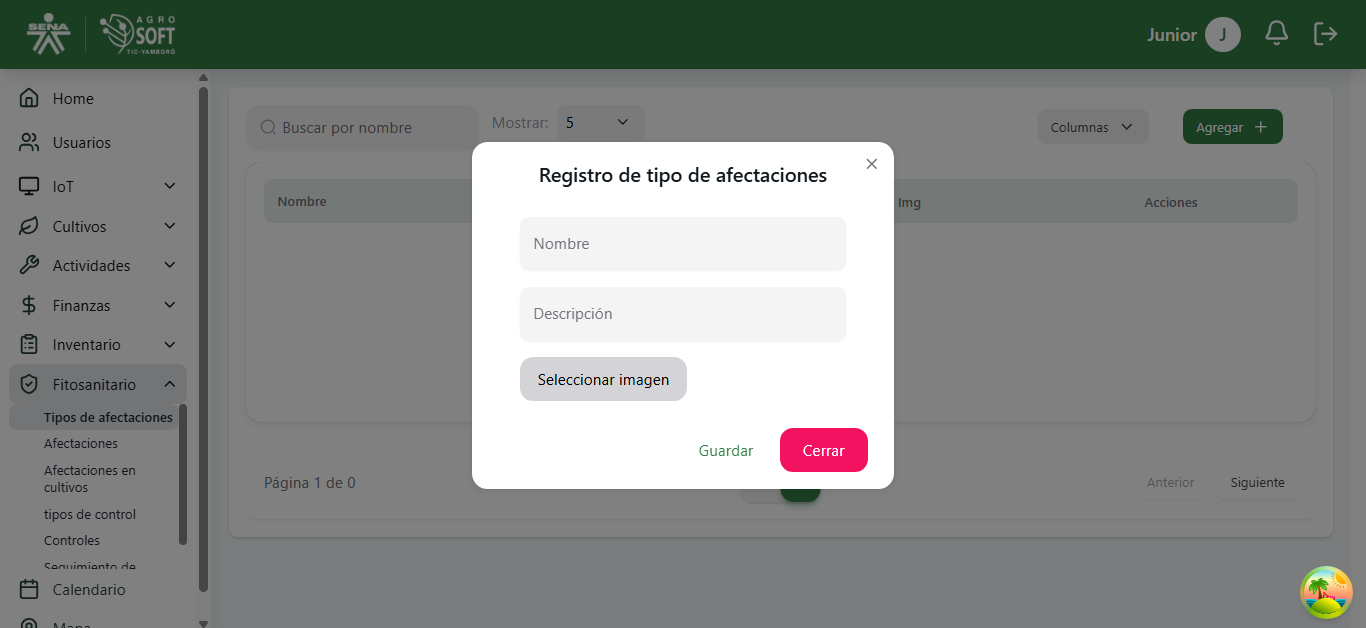 SENA
AGRO
SOFT
TIC-YAMBORÓ
Junior
J
Home
Usuarios
IoT
Cultivos
Actividades
Finanzas
Inventario
Fitosanitario
Tipos de afectaciones
Afectaciones
Afectaciones en
cultivos
tipos de control
Controles
Seguimiento de
Calendario
Mapa
Buscar por nombre
Mostrar:
5
Columnas
Agregar
Nombre
Img
Acciones
Registro de tipo de afectaciones
Nombre
Descripción
Seleccionar imagen
Guardar
Cerrar
Página 1 de 0
Anterior
Siguiente